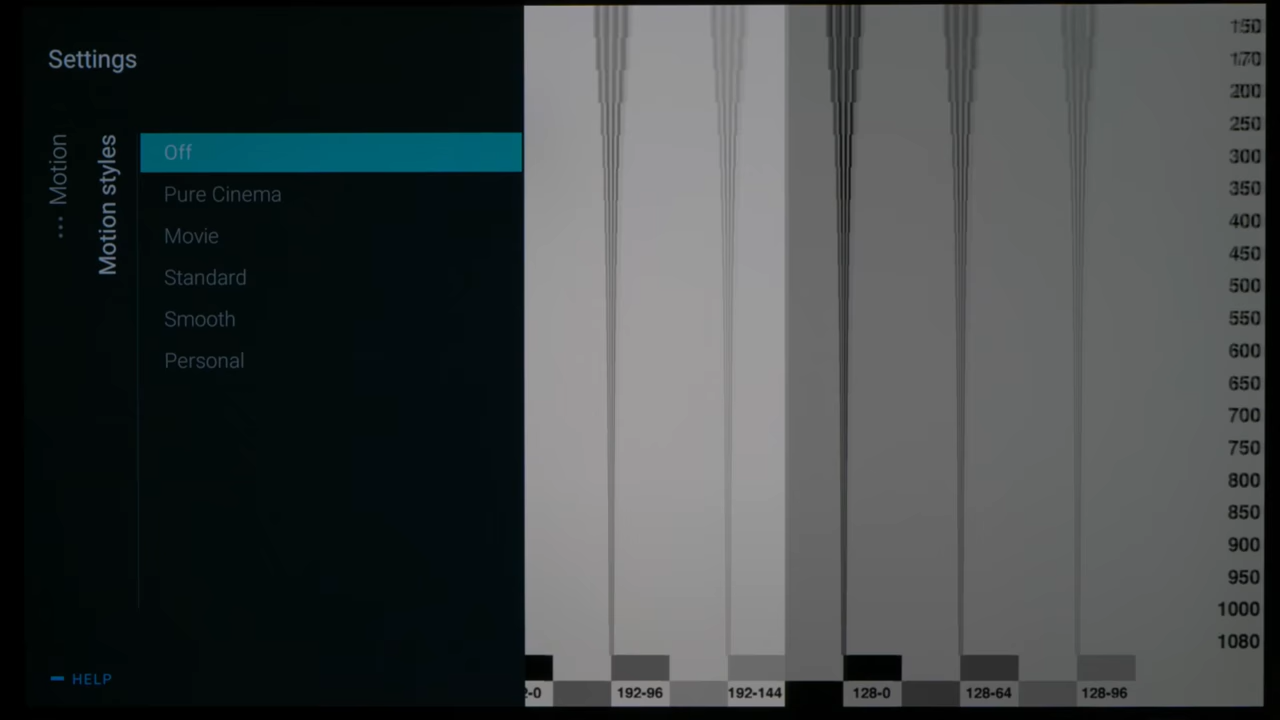 Settings
Motion
Motion styles
Off
Pure Cinema
Movie
Standard
Smooth
Personal
HELP
150
170
200
250
300
350
400
450
500
550
600
650
700
750
800
850
900
950
1000
1080
2-0
192-96
192-144
128-0
128-64
128-96